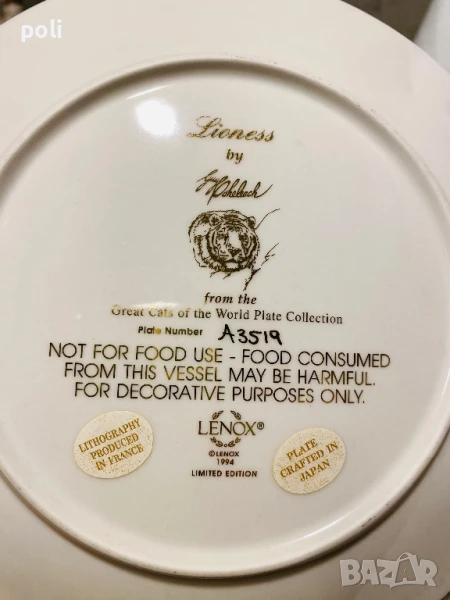 poli
Lioness
by
from the
Great Cats of the World Plate Collection
Plate Number A3519
NOT FOR FOOD USE - FOOD CONSUMED
FROM THIS VESSEL MAY BE HARMFUL.
FOR DECORATIVE PURPOSES ONLY.
LITHOGRAPHY
PRODUCED
IN FRANCE
LENOX®
©LENOX
1994
LIMITED EDITION
PLATE
CRAFTED IN
JAPAN
BAZAR